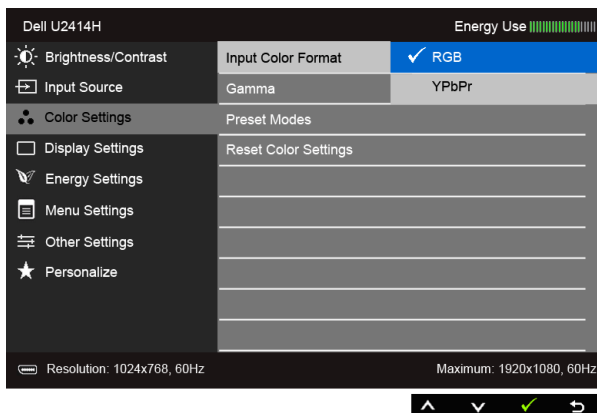 Dell U2414H Energy Use
Brightness/Contrast Input Color Format RGB
Input Source Gamma YPbPr
Color Settings Preset Modes
Display Settings Reset Color Settings
Energy Settings
Menu Settings
Other Settings
Personalize
Resolution: 1024x768, 60Hz Maximum: 1920x1080, 60Hz